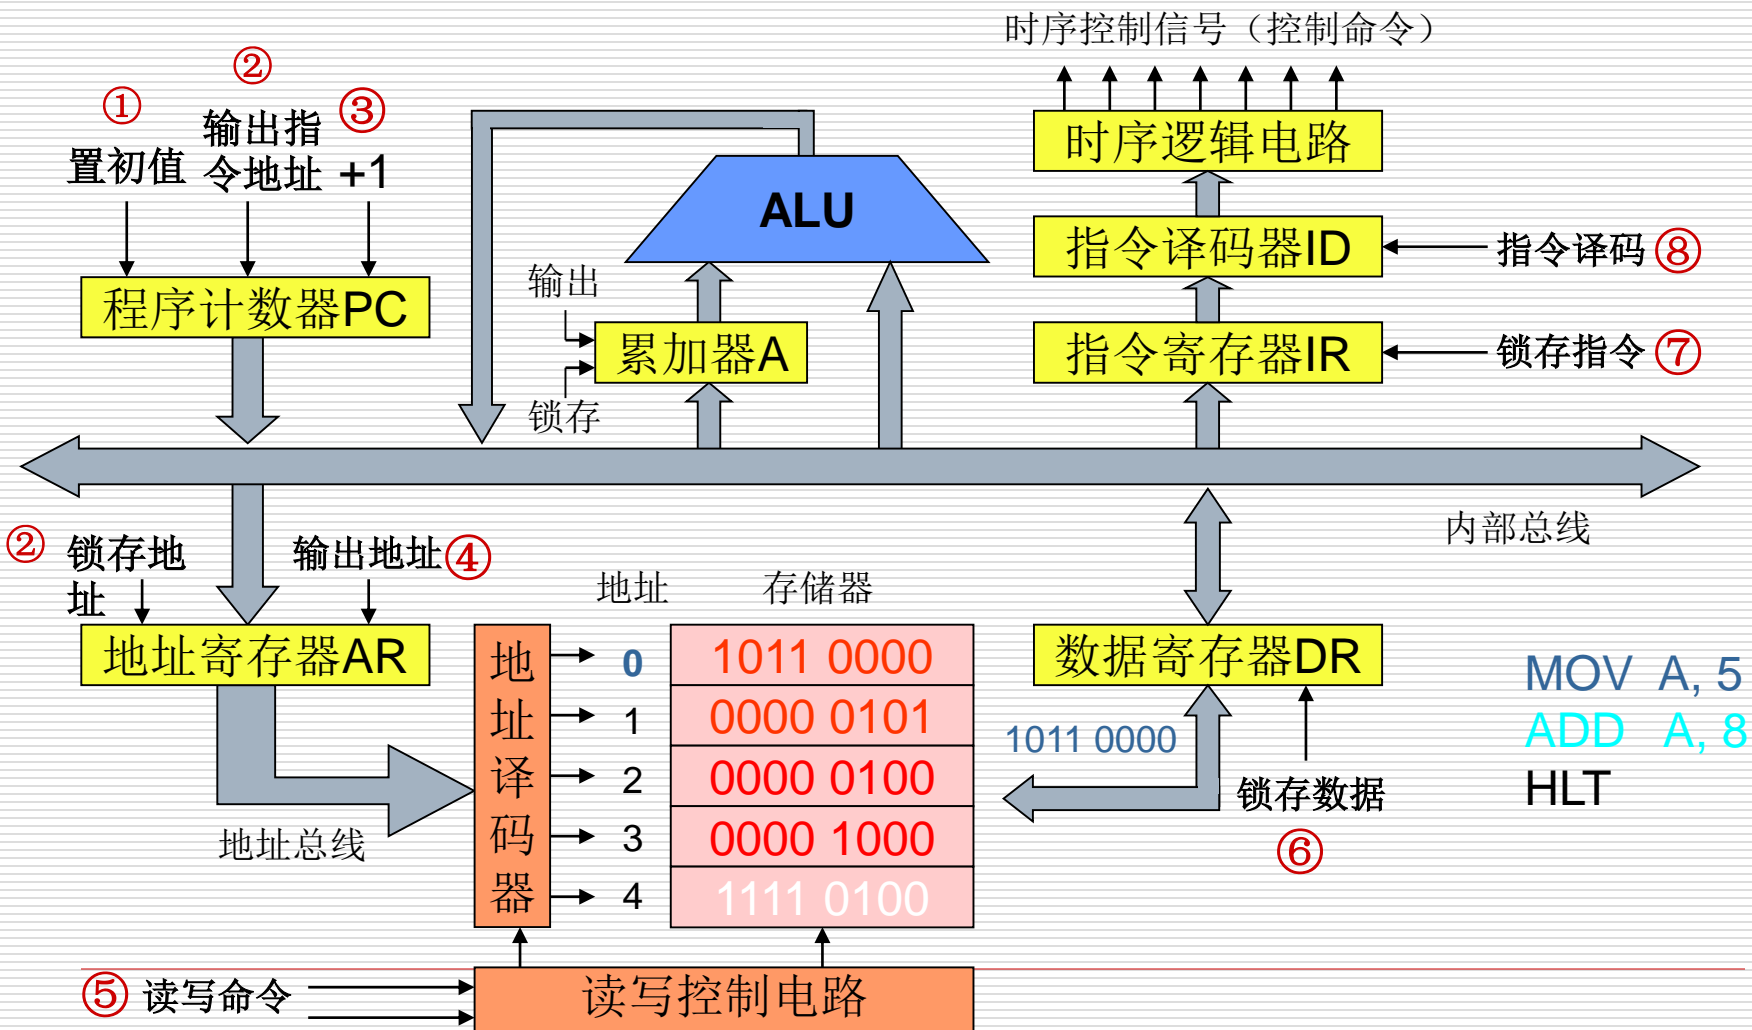 时序控制信号（控制命令）
①
②
③
置初值
输出指
令地址
+1
时序逻辑电路
ALU
指令译码器ID
指令译码 ⑧
程序计数器PC
输出
累加器A
锁存
指令寄存器IR
锁存指令 ⑦
内部总线
② 锁存地
址
输出地址 ④
地址 存储器
地址寄存器AR
地
址
译
码
器
0 1011 0000
1 0000 0101
2 0000 0100
3 0000 1000
4 1111 0100
数据寄存器DR
1011 0000
锁存数据
⑥
MOV A, 5
ADD A, 8
HLT
地址总线
⑤ 读写命令
读写控制电路